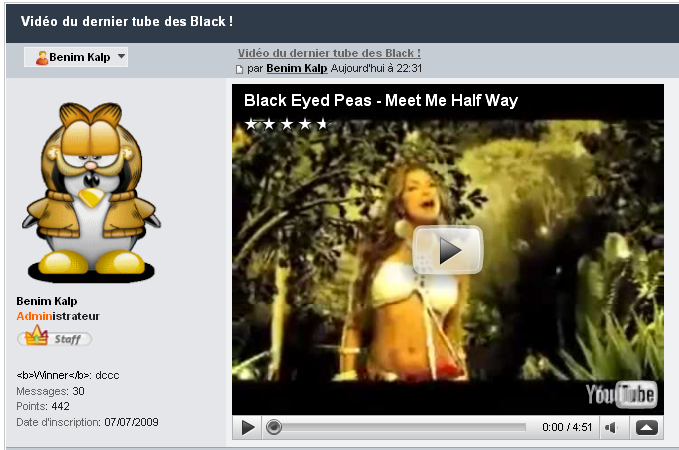 Vidéo du dernier tube des Black !
Benim Kalp
Vidéo du dernier tube des Black !
par Benim Kalp Aujourd'hui à 22:31
Black Eyed Peas - Meet Me Half Way
YouTube
0:00 / 4:51
Benim Kalp
Administrateur
Staff
<b>Winner</b>: dccc
Messages: 30
Points: 442
Date d'inscription: 07/07/2009